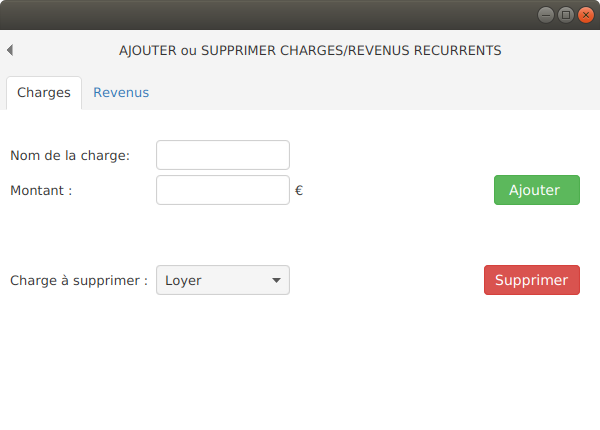 AJOUTER ou SUPPRIMER CHARGES/REVENUS RECURRENTS
Charges Revenus
Nom de la charge:
Montant : € Ajouter
Charge à supprimer : Loyer Supprimer